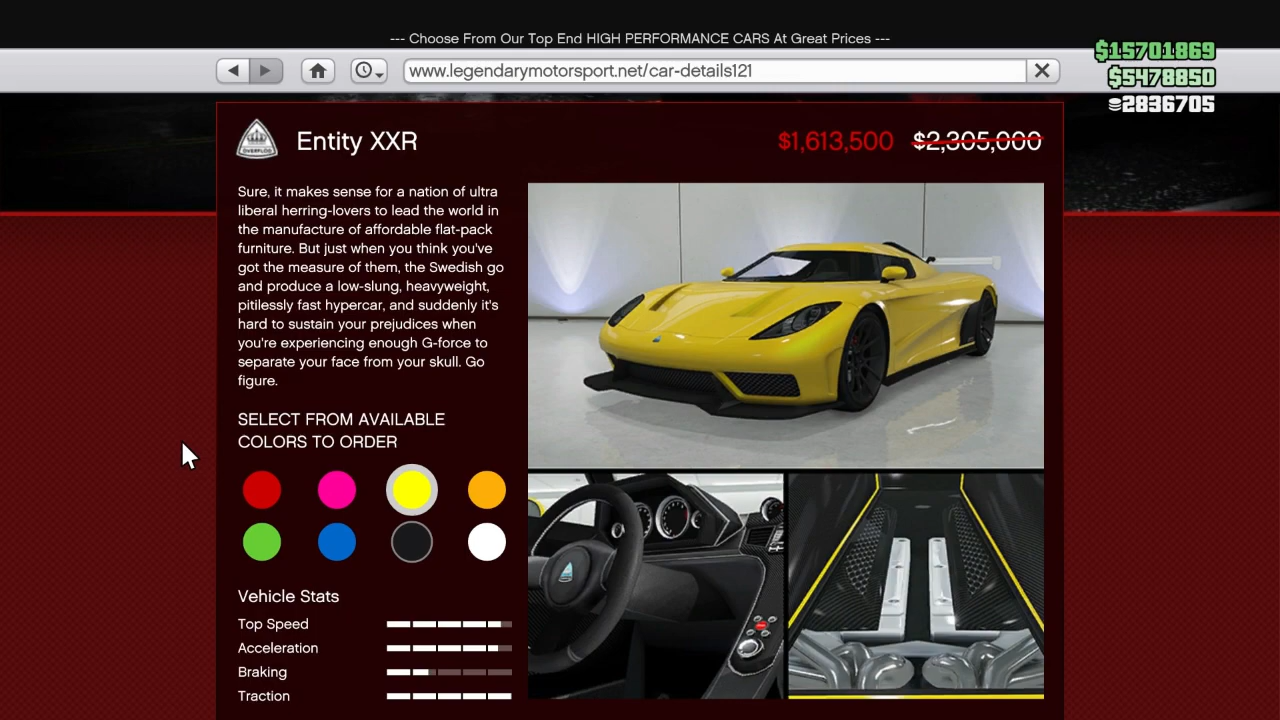 --- Choose From Our Top End HIGH PERFORMANCE CARS At Great Prices ---
$15701869
www.legendarymotorsport.net/car-details121
$5478850
2836705
OVERFLOD
Entity XXR
$1,613,500 $2,305,000
Sure, it makes sense for a nation of ultra
liberal herring-lovers to lead the world in
the manufacture of affordable flat-pack
furniture. But just when you think you've
got the measure of them, the Swedish go
and produce a low-slung, heavyweight,
pitilessly fast hypercar, and suddenly it's
hard to sustain your prejudices when
you're experiencing enough G-force to
separate your face from your skull. Go
figure.
SELECT FROM AVAILABLE
COLORS TO ORDER
Vehicle Stats
Top Speed
Acceleration
Braking
Traction